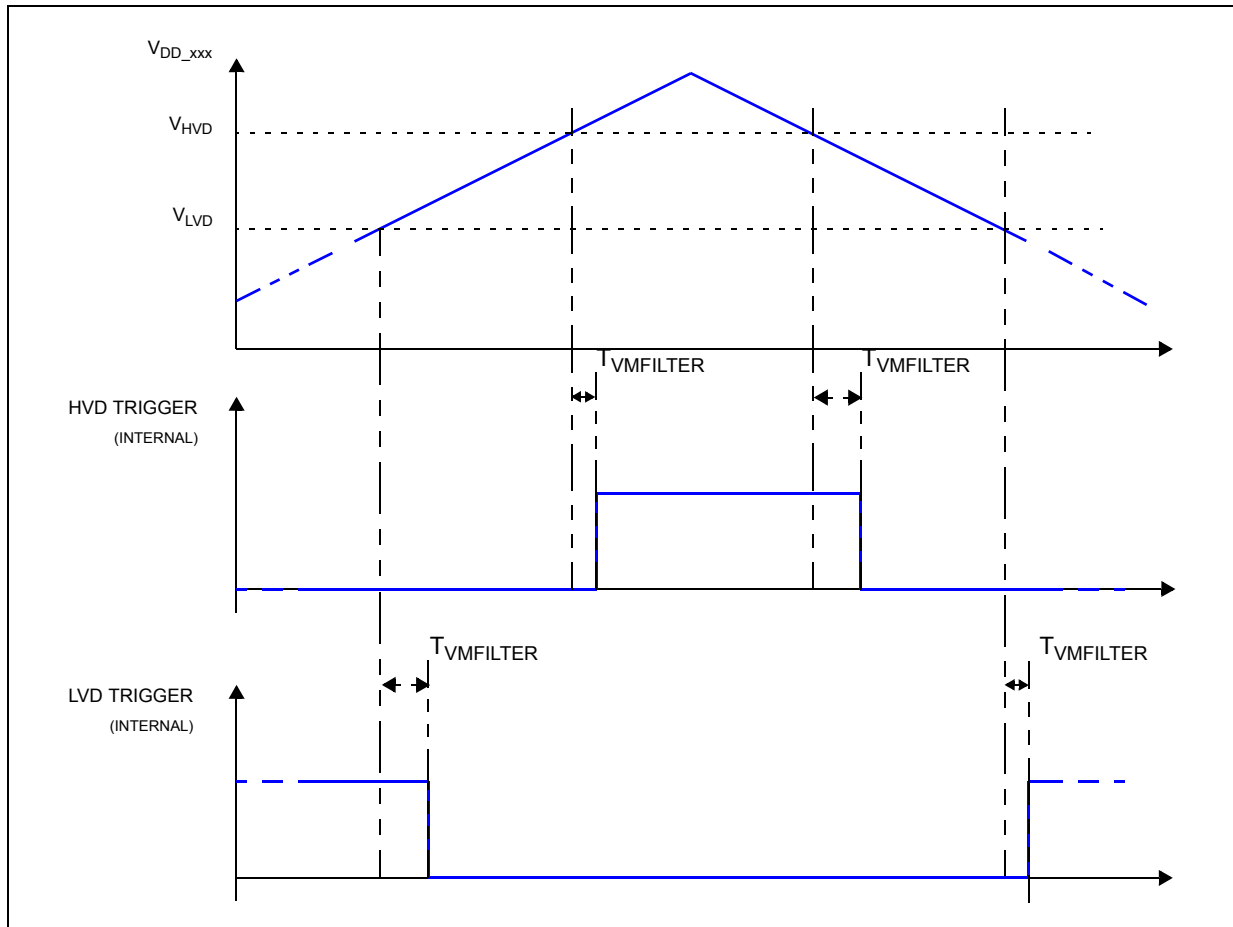 VDD_xxx
VHVD
VLVD
TVMFILTER
TVMFILTER
HVD TRIGGER
(INTERNAL)
TVMFILTER
TVMFILTER
LVD TRIGGER
(INTERNAL)